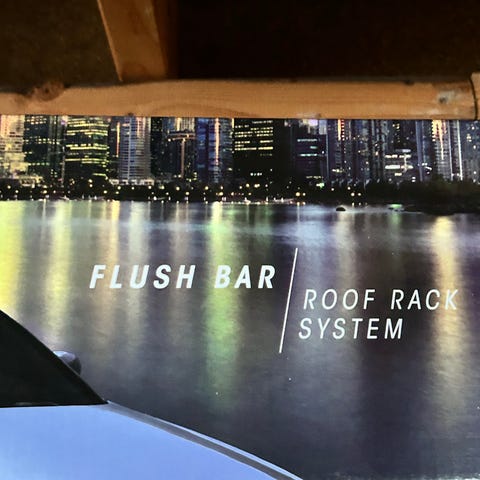 FLUSH BAR
ROOF RACK
SYSTEM